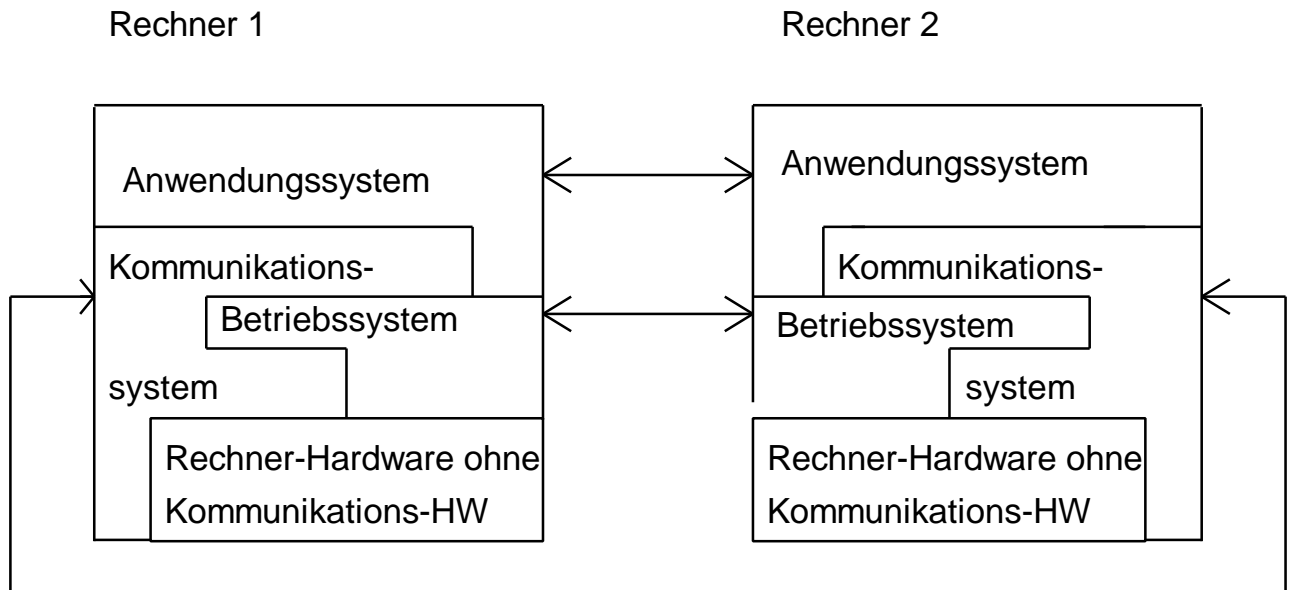 Rechner 1
Rechner 2
Anwendungssystem
Kommunikations-
Betriebssystem
system
Rechner-Hardware ohne
Kommunikations-HW
Anwendungssystem
Kommunikations-
Betriebssystem
system
Rechner-Hardware ohne
Kommunikations-HW